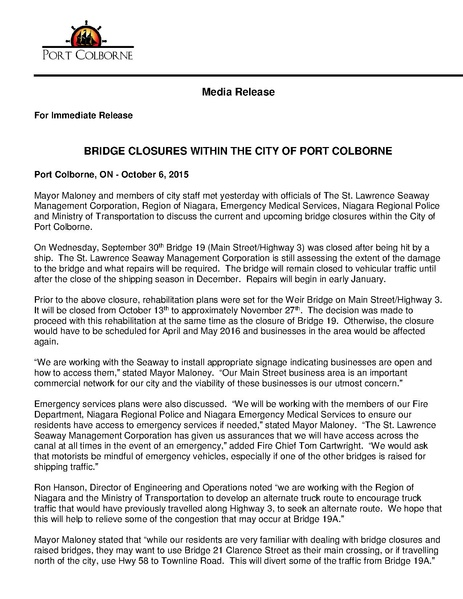 PORT COLBORNE
Media Release
For Immediate Release
BRIDGE CLOSURES WITHIN THE CITY OF PORT COLBORNE
Port Colborne, ON - October 6, 2015
Mayor Maloney and members of city staff met yesterday with officials of The St. Lawrence Seaway
Management Corporation, Region of Niagara, Emergency Medical Services, Niagara Regional Police
and Ministry of Transportation to discuss the current and upcoming bridge closures within the City of
Port Colborne.
On Wednesday, September 30th Bridge 19 (Main Street/Highway 3) was closed after being hit by a
ship. The St. Lawrence Seaway Management Corporation is still assessing the extent of the damage
to the bridge and what repairs will be required. The bridge will remain closed to vehicular traffic until
after the close of the shipping season in December. Repairs will begin in early January.
Prior to the above closure, rehabilitation plans were set for the Weir Bridge on Main Street/Highway 3.
It will be closed from October 13th to approximately November 27th. The decision was made to
proceed with this rehabilitation at the same time as the closure of Bridge 19. Otherwise, the closure
would have to be scheduled for April and May 2016 and businesses in the area would be affected
again.
“We are working with the Seaway to install appropriate signage indicating businesses are open and
how to access them,” stated Mayor Maloney. “Our Main Street business area is an important
commercial network for our city and the viability of these businesses is our utmost concern.”
Emergency services plans were also discussed. “We will be working with the members of our Fire
Department, Niagara Regional Police and Niagara Emergency Medical Services to ensure our
residents have access to emergency services if needed,” stated Mayor Maloney. “The St. Lawrence
Seaway Management Corporation has given us assurances that we will have access across the
canal at all times in the event of an emergency,” added Fire Chief Tom Cartwright. “We would ask
that motorists be mindful of emergency vehicles, especially if one of the other bridges is raised for
shipping traffic.”
Ron Hanson, Director of Engineering and Operations noted “we are working with the Region of
Niagara and the Ministry of Transportation to develop an alternate truck route to encourage truck
traffic that would have previously travelled along Highway 3, to seek an alternate route. We hope that
this will help to relieve some of the congestion that may occur at Bridge 19A.”
Mayor Maloney stated that “while our residents are very familiar with dealing with bridge closures and
raised bridges, they may want to use Bridge 21 Clarence Street as their main crossing, or if travelling
north of the city, use Hwy 58 to Townline Road. This will divert some of the traffic from Bridge 19A.”